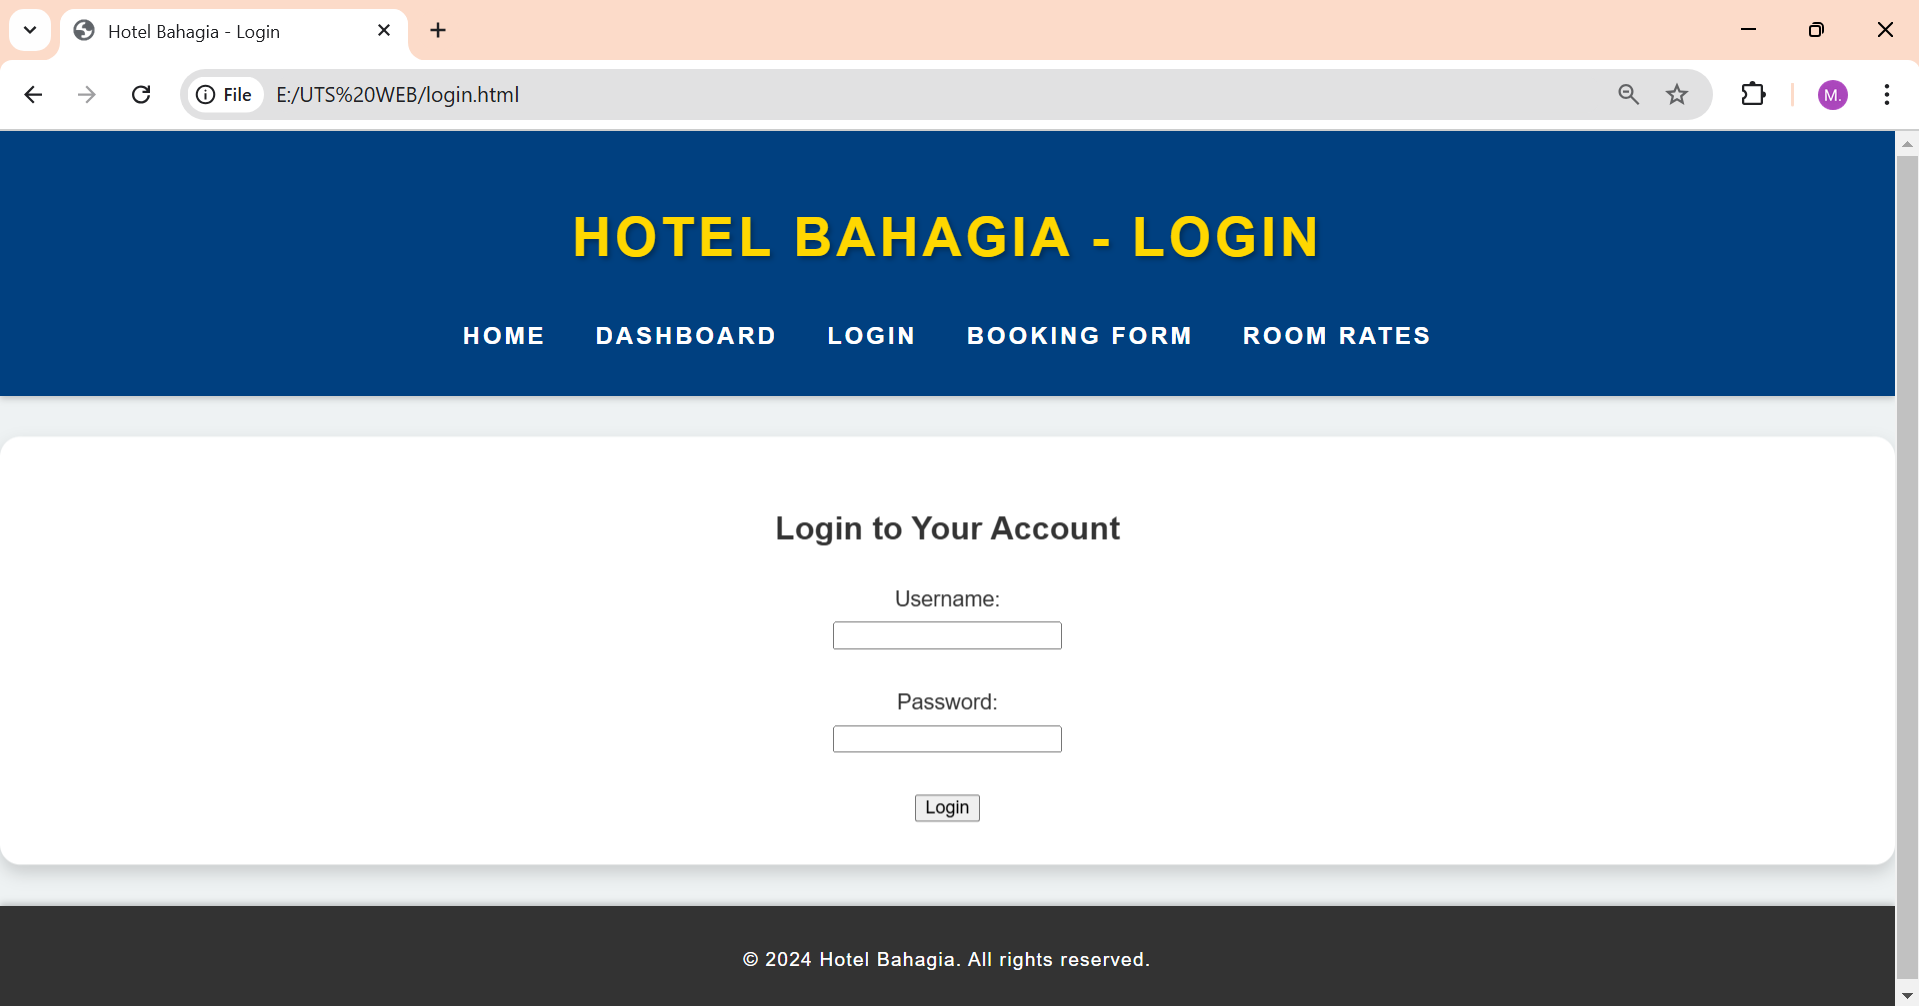 Hotel Bahagia - Login
File E:/UTS%20WEB/login.html
M.
HOTEL BAHAGIA - LOGIN
HOME DASHBOARD LOGIN BOOKING FORM ROOM RATES
Login to Your Account
Username:
Password:
Login
© 2024 Hotel Bahagia. All rights reserved.